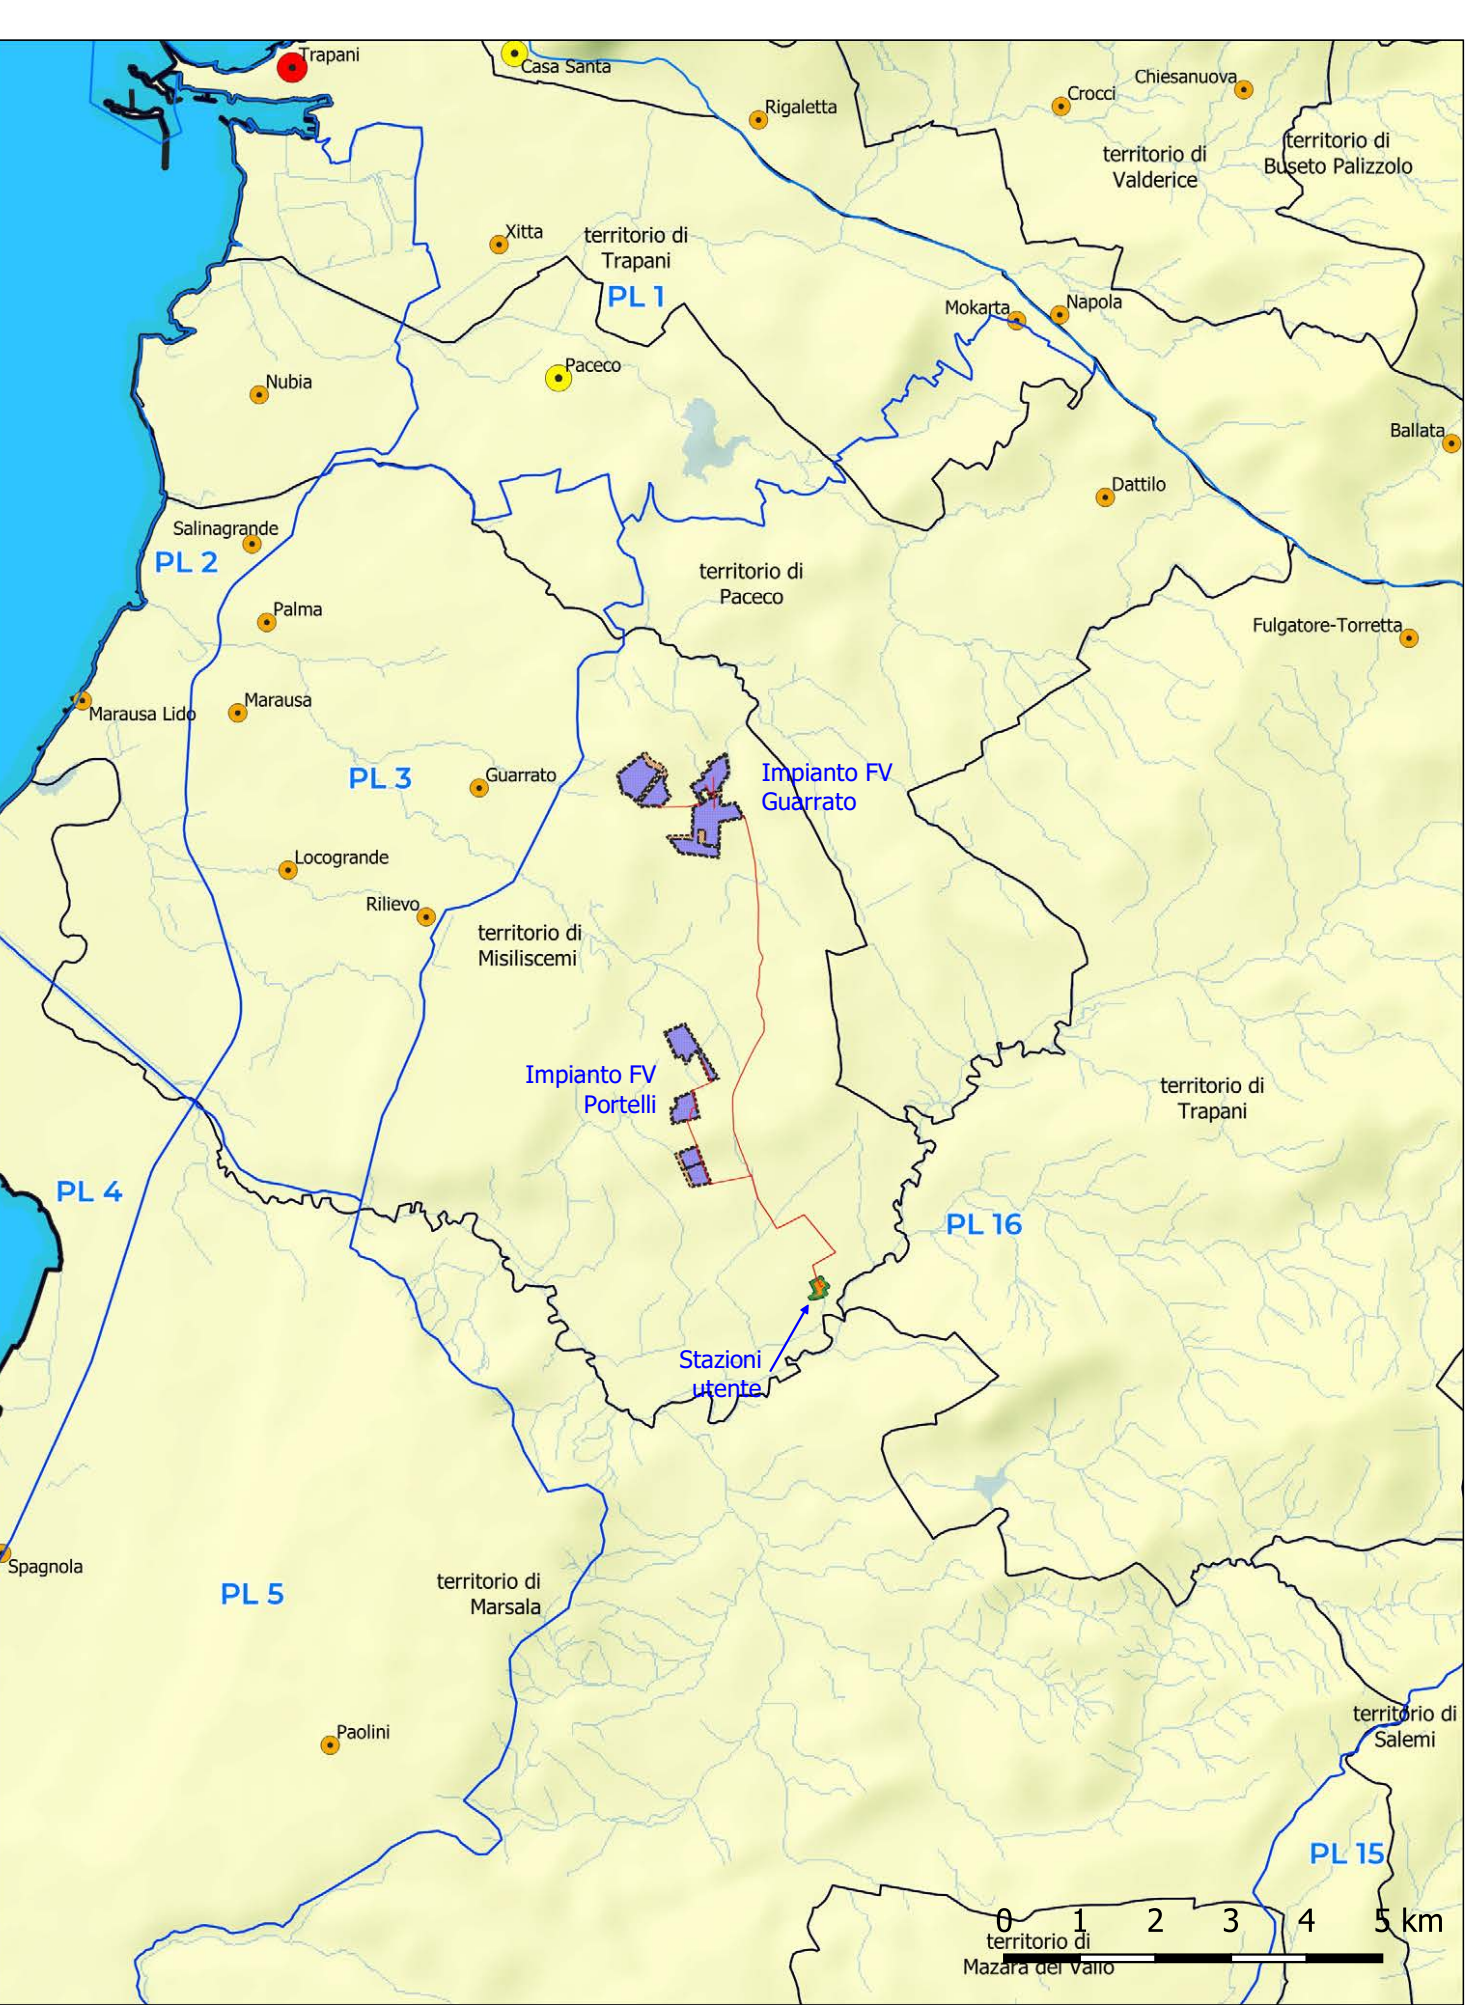 Trapani
Casa Santa
Chiesanuova
Crocci
Rigaletta
territorio di
Buseto Palizzolo
territorio di
Valderice
Xitta
territorio di
Trapani
PL 1
Mokarta
Napola
Paceco
Nubia
Ballata
Dattilo
Salinagrande
PL 2
territorio di
Paceco
Palma
Fulgatore-Torretta
Marausa
Marausa Lido
PL 3
Guarrato
Impianto FV
Guarrato
Locogrande
Rilievo
territorio di
Misiliscemi
Impianto FV
Portelli
territorio di
Trapani
PL 4
PL 16
Stazioni
utente
Spagnola
PL 5
territorio di
Marsala
territorio di
Salemi
Paolini
PL 15
0 1 2 3 4 5 km
territorio di
Mazara del Vallo